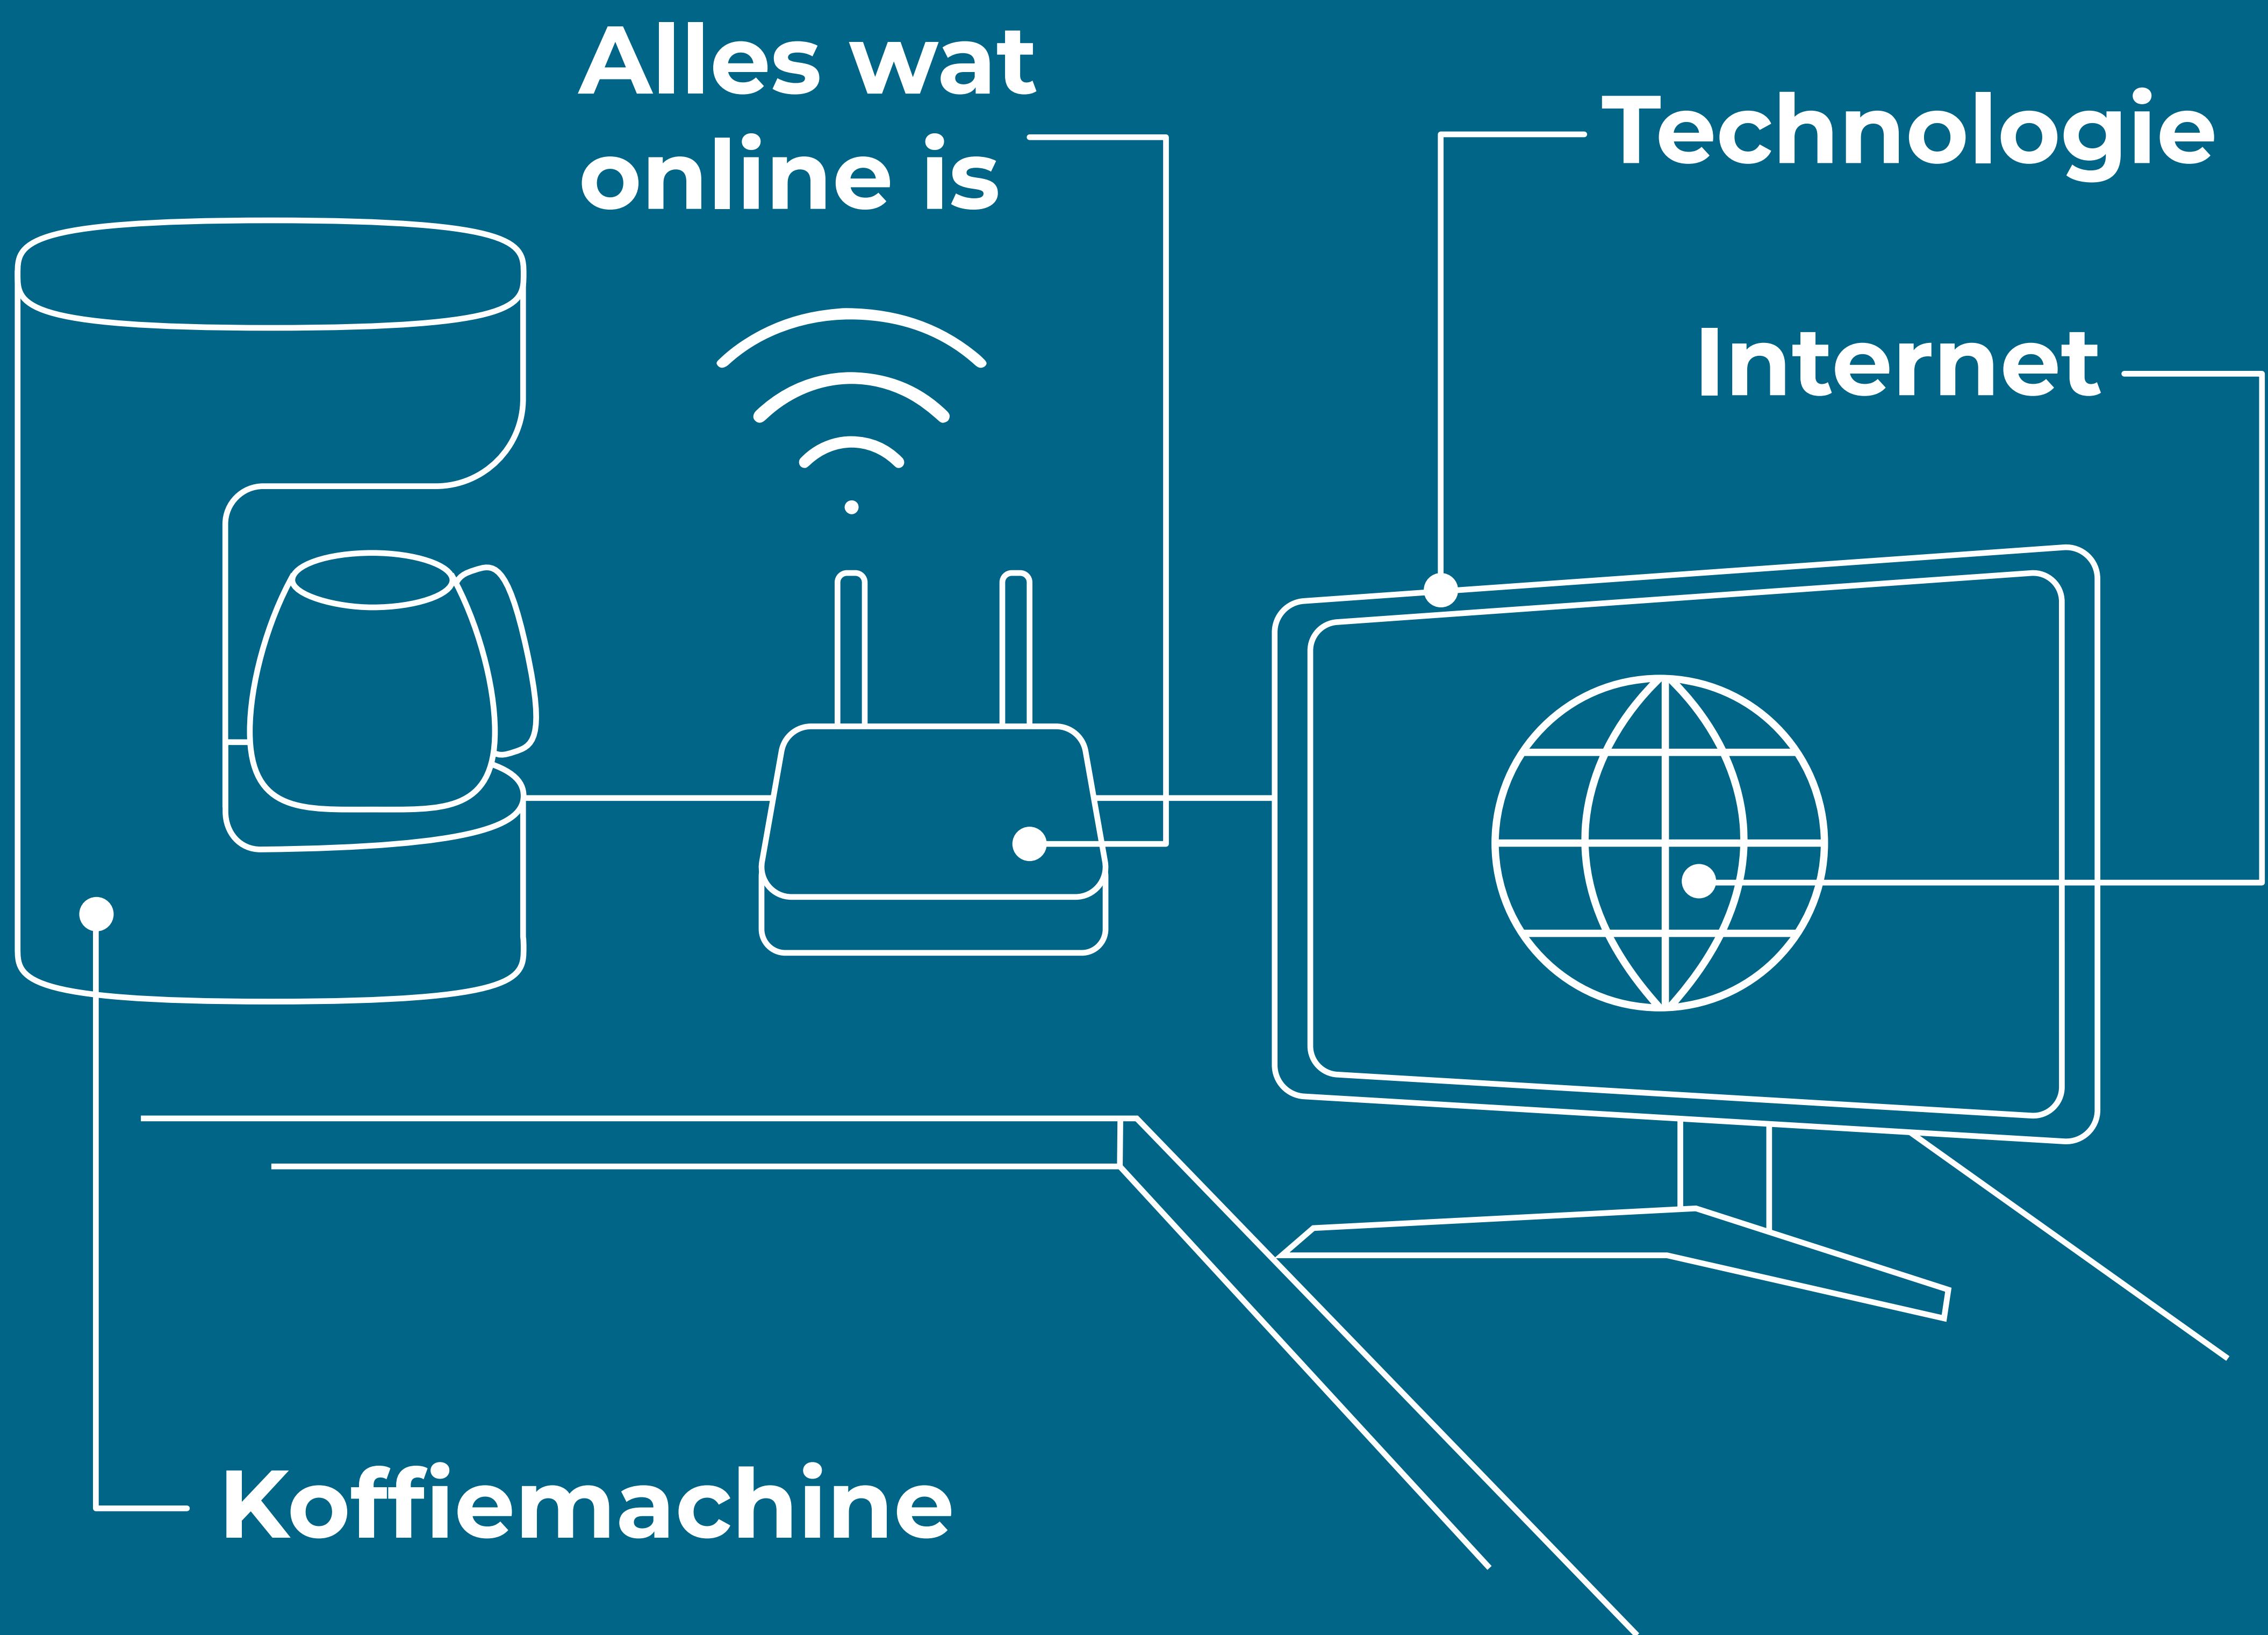 Alles wat
online is
Technologie
Internet
Koffiemachine